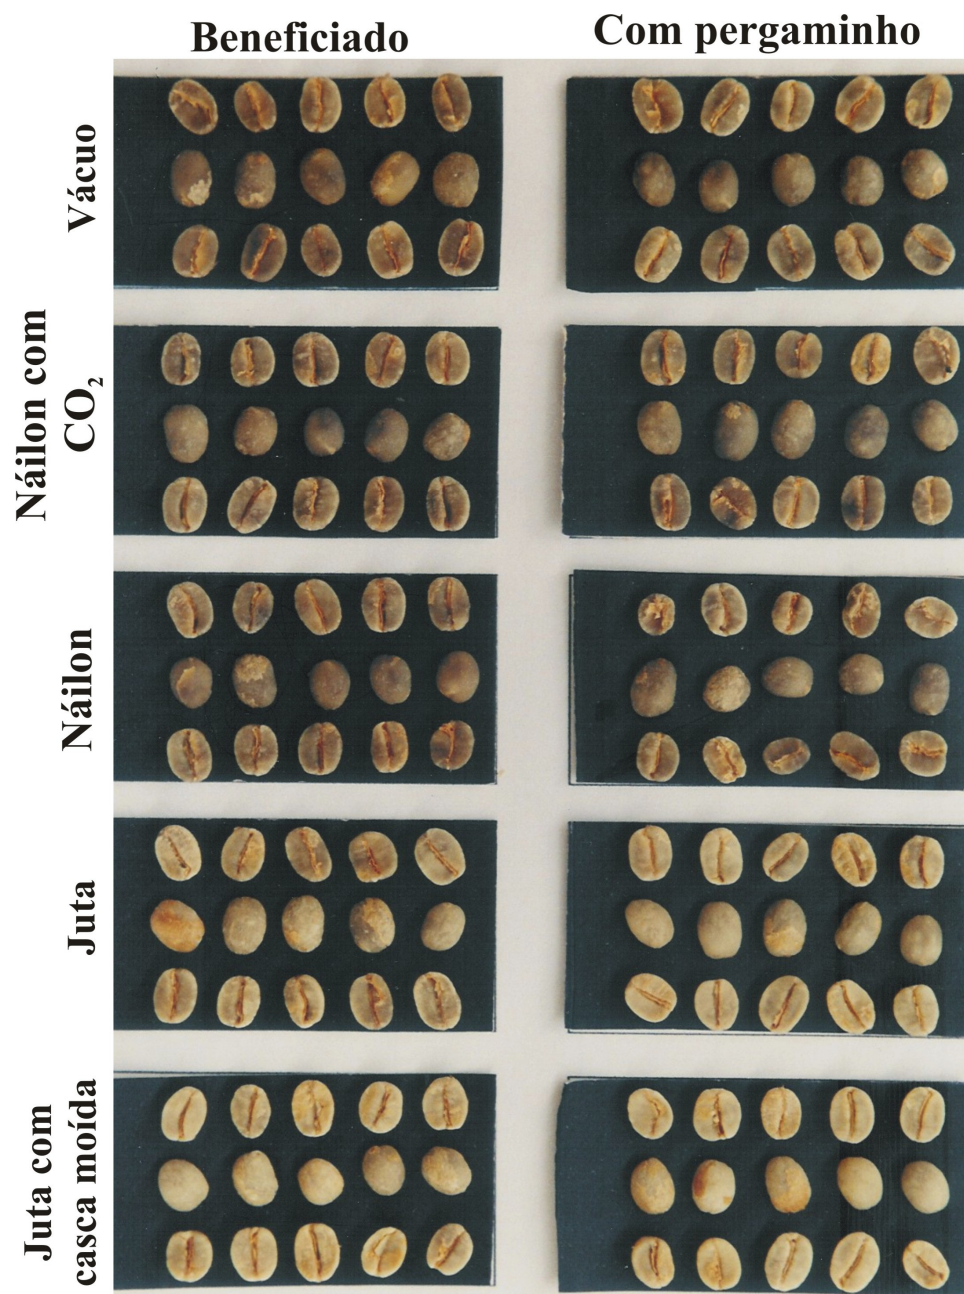 Beneficiado
Com pergaminho
Vácuo
Náilon com
CO₂
Náilon
Juta
Juta com
casca moída